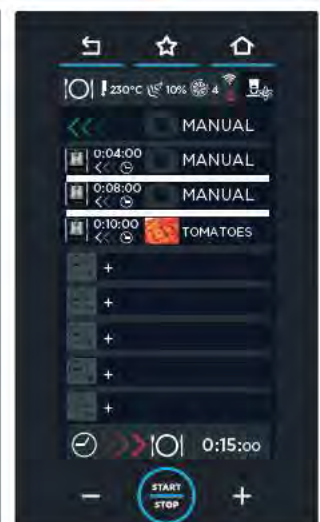 230°C 10% 4
MANUAL
0:04:00 MANUAL
0:08:00 MANUAL
0:10:00 TOMATOES
+
+
+
+
+
0:15:00
− START STOP +